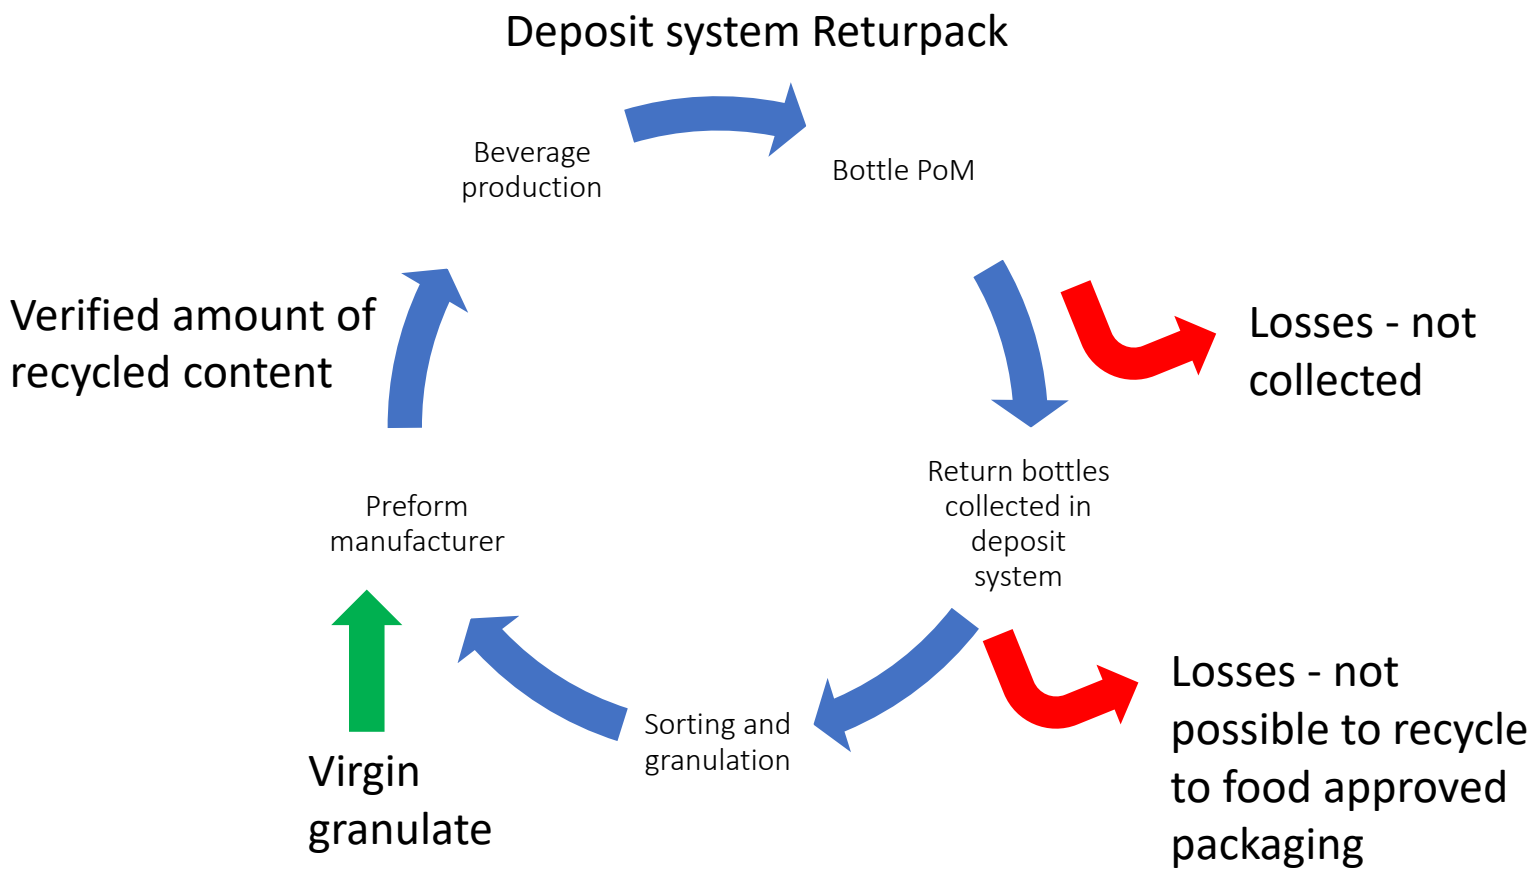 Deposit system Returpack
Beverage
production
Bottle PoM
Verified amount of
recycled content
Losses - not
collected
Return bottles
collected in
deposit
system
Preform
manufacturer
Losses - not
possible to recycle
to food approved
packaging
Sorting and
granulation
Virgin
granulate